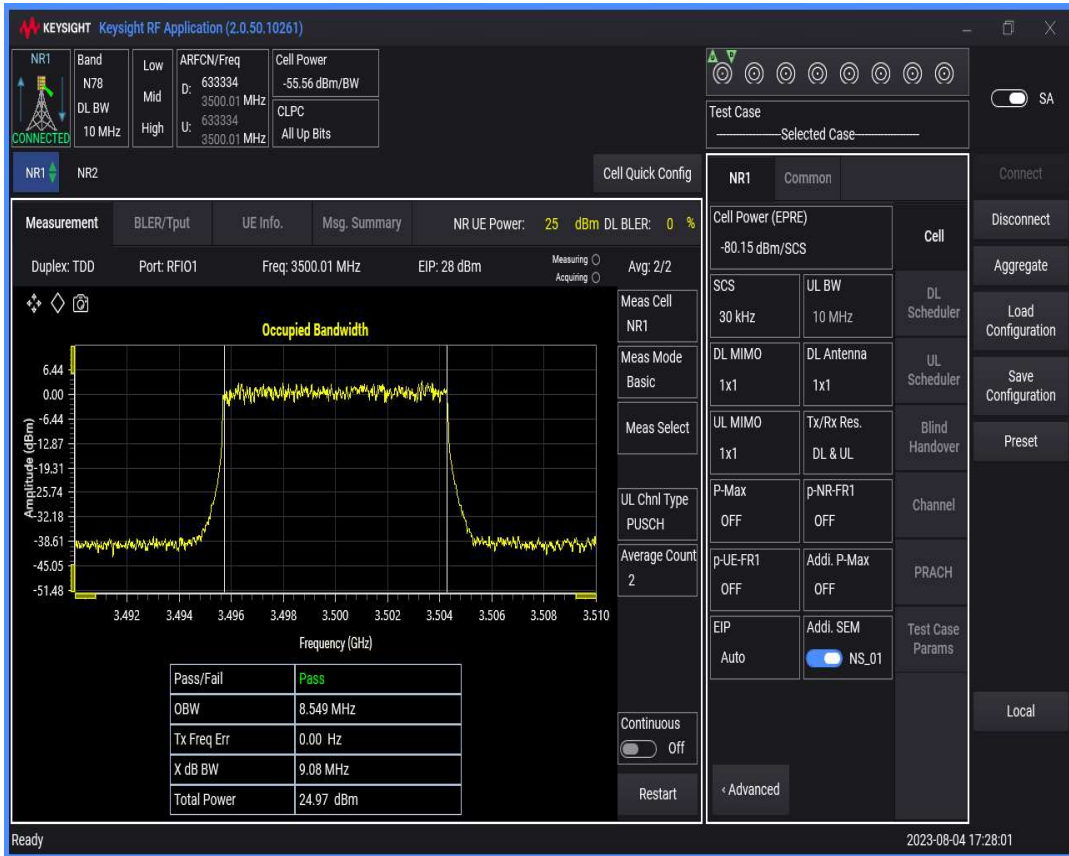 KEYSIGHT Keysight RF Application (2.0.50.10261)
NR1
CONNECTED
Band
N78
DL BW
10 MHz
Low
Mid
High
ARFCN/Freq
D: 633334
3500.01 MHz
U: 633334
3500.01 MHz
Cell Power
-55.56 dBm/BW
CLPC
All Up Bits
Test Case
Selected Case
SA
NR1 NR2 Cell Quick Config
Measurement BLER/Tput UE Info. Msg. Summary NR UE Power: 25 dBm DL BLER: 0 %
Duplex: TDD Port: RFIO1 Freq: 3500.01 MHz EIP: 28 dBm Measuring Acquiring Avg: 2/2
Occupied Bandwidth
Amplitude (dBm)
6.44
0.00
-6.44
-12.87
-19.31
-25.74
-32.18
-38.61
-45.05
-51.48
3.492 3.494 3.496 3.498 3.500 3.502 3.504 3.506 3.508 3.510
Frequency (GHz)
Pass/Fail Pass
OBW 8.549 MHz
Tx Freq Err 0.00 Hz
X dB BW 9.08 MHz
Total Power 24.97 dBm
Meas Cell
NR1
Meas Mode
Basic
Meas Select
UL Chnl Type
PUSCH
Average Count
2
Continuous
Off
Restart
NR1 Common
Cell Power (EPRE)
-80.15 dBm/SCS
SCS
30 kHz
UL BW
10 MHz
DL MIMO
1x1
DL Antenna
1x1
UL MIMO
1x1
Tx/Rx Res.
DL & UL
P-Max
OFF
p-NR-FR1
OFF
p-UE-FR1
OFF
Addi. P-Max
OFF
EIP
Auto
Addi. SEM
NS_01
‹ Advanced
Cell
DL
Scheduler
UL
Scheduler
Blind
Handover
Channel
PRACH
Test Case
Params
Connect
Disconnect
Aggregate
Load
Configuration
Save
Configuration
Preset
Local
Ready
2023-08-04 17:28:01